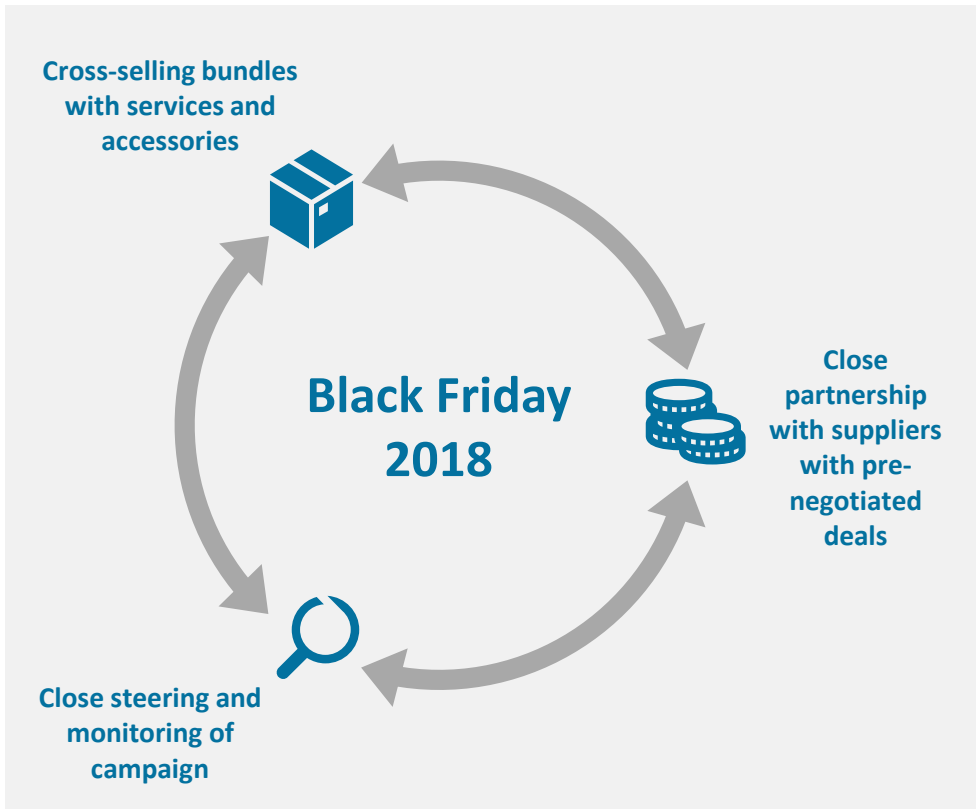 Cross-selling bundles
with services and
accessories
Black Friday
2018
Close
partnership
with suppliers
with pre-
negotiated
deals
Close steering and
monitoring of
campaign